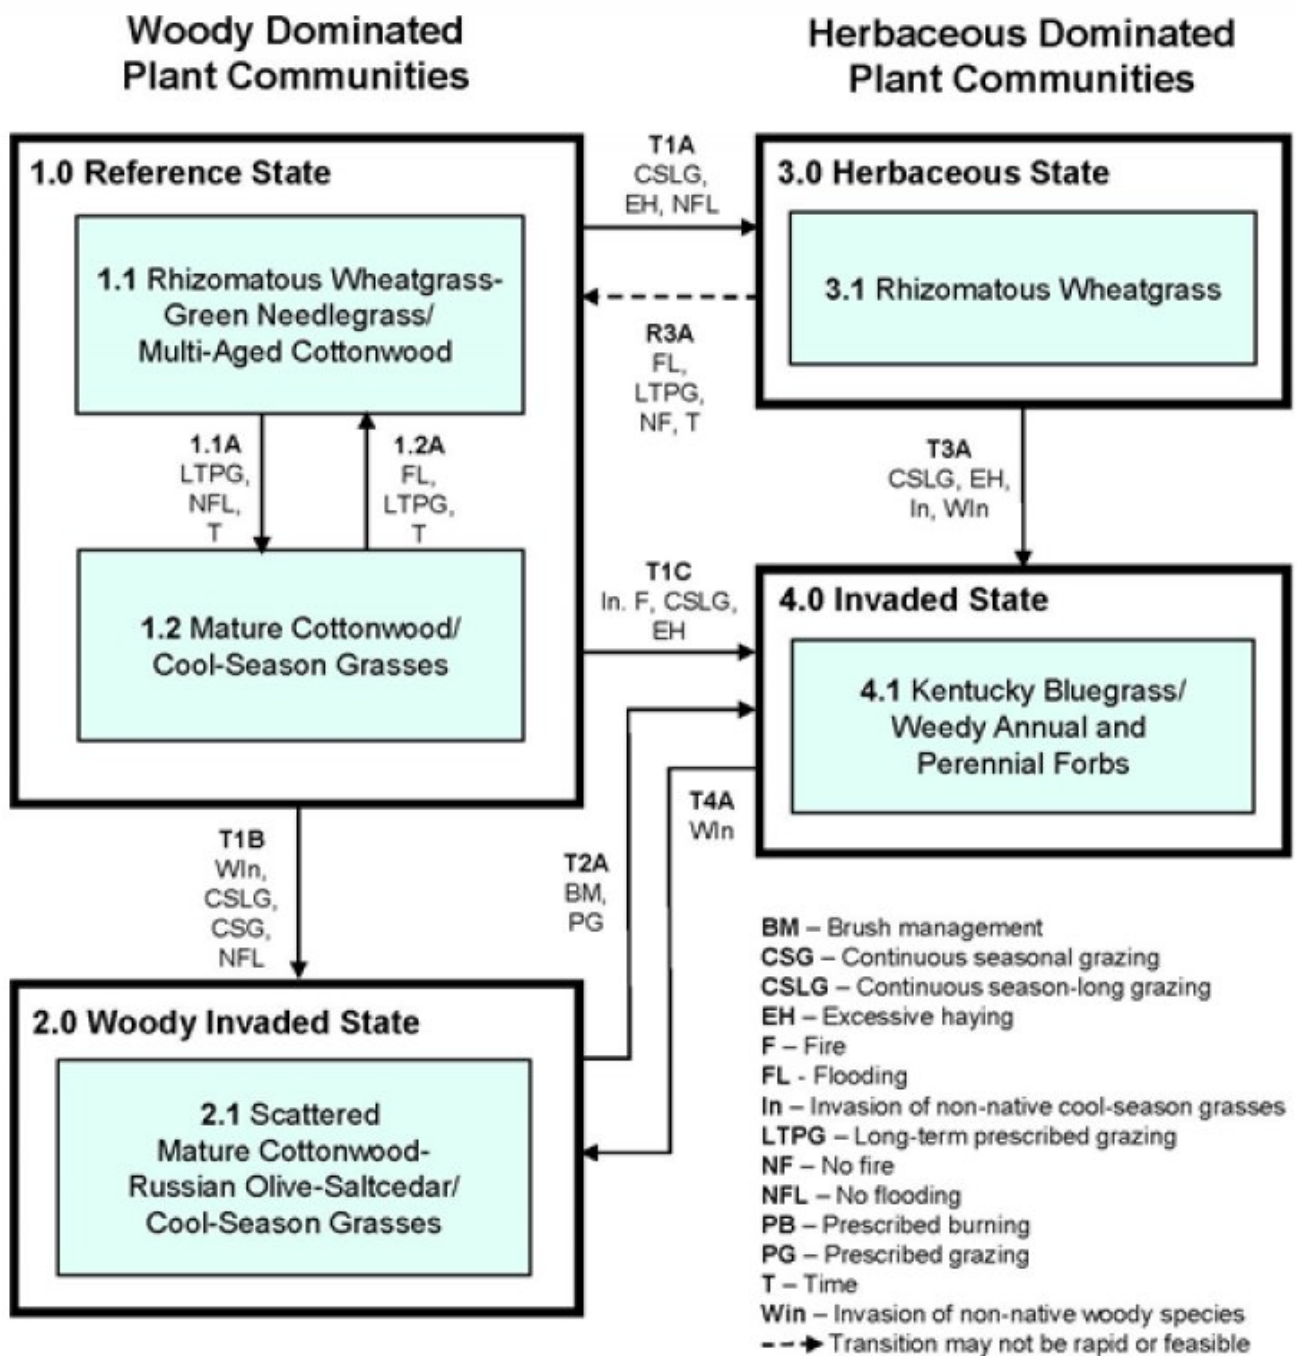 Woody Dominated
Plant Communities
Herbaceous Dominated
Plant Communities
1.0 Reference State
1.1 Rhizomatous Wheatgrass-
Green Needlegrass/
Multi-Aged Cottonwood
1.1A
LTPG,
NFL,
T
1.2A
FL,
LTPG,
T
1.2 Mature Cottonwood/
Cool-Season Grasses
T1A
CSLG,
EH, NFL
R3A
FL,
LTPG,
NF, T
3.0 Herbaceous State
3.1 Rhizomatous Wheatgrass
T3A
CSLG, EH,
In, WIn
T1C
In. F, CSLG,
EH
4.0 Invaded State
4.1 Kentucky Bluegrass/
Weedy Annual and
Perennial Forbs
T4A
WIn
T2A
BM,
PG
T1B
WIn,
CSLG,
CSG,
NFL
2.0 Woody Invaded State
2.1 Scattered
Mature Cottonwood-
Russian Olive-Saltcedar/
Cool-Season Grasses
BM – Brush management
CSG – Continuous seasonal grazing
CSLG – Continuous season-long grazing
EH – Excessive haying
F – Fire
FL - Flooding
In – Invasion of non-native cool-season grasses
LTPG – Long-term prescribed grazing
NF – No fire
NFL – No flooding
PB – Prescribed burning
PG – Prescribed grazing
T – Time
Win – Invasion of non-native woody species
Transition may not be rapid or feasible